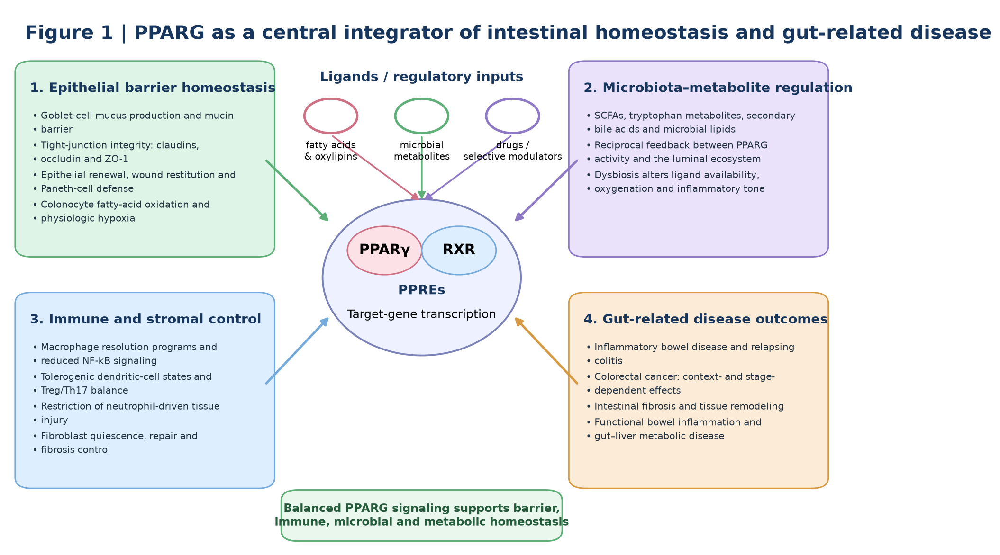 Figure 1 | PPARG as a central integrator of intestinal homeostasis and gut-related disease
1. Epithelial barrier homeostasis
• Goblet-cell mucus production and mucin
• barrier
• Tight-junction integrity: claudins,
• occludin and ZO-1
• Epithelial renewal, wound restitution and
• Paneth-cell defense
• Colonocyte fatty-acid oxidation and
• physiologic hypoxia
Ligands / regulatory inputs
fatty acids
& oxylipins
microbial
metabolites
drugs /
selective modulators
2. Microbiota–metabolite regulation
• SCFAs, tryptophan metabolites, secondary
• bile acids and microbial lipids
• Reciprocal feedback between PPARG
• activity and the luminal ecosystem
• Dysbiosis alters ligand availability,
• oxygenation and inflammatory tone
PPARγ
RXR
PPREs
Target-gene transcription
3. Immune and stromal control
• Macrophage resolution programs and
• reduced NF-kB signaling
• Tolerogenic dendritic-cell states and
• Treg/Th17 balance
• Restriction of neutrophil-driven tissue
• injury
• Fibroblast quiescence, repair and
• fibrosis control
4. Gut-related disease outcomes
• Inflammatory bowel disease and relapsing
• colitis
• Colorectal cancer: context- and stage-
• dependent effects
• Intestinal fibrosis and tissue remodeling
• Functional bowel inflammation and
• gut–liver metabolic disease
Balanced PPARG signaling supports barrier,
immune, microbial and metabolic homeostasis